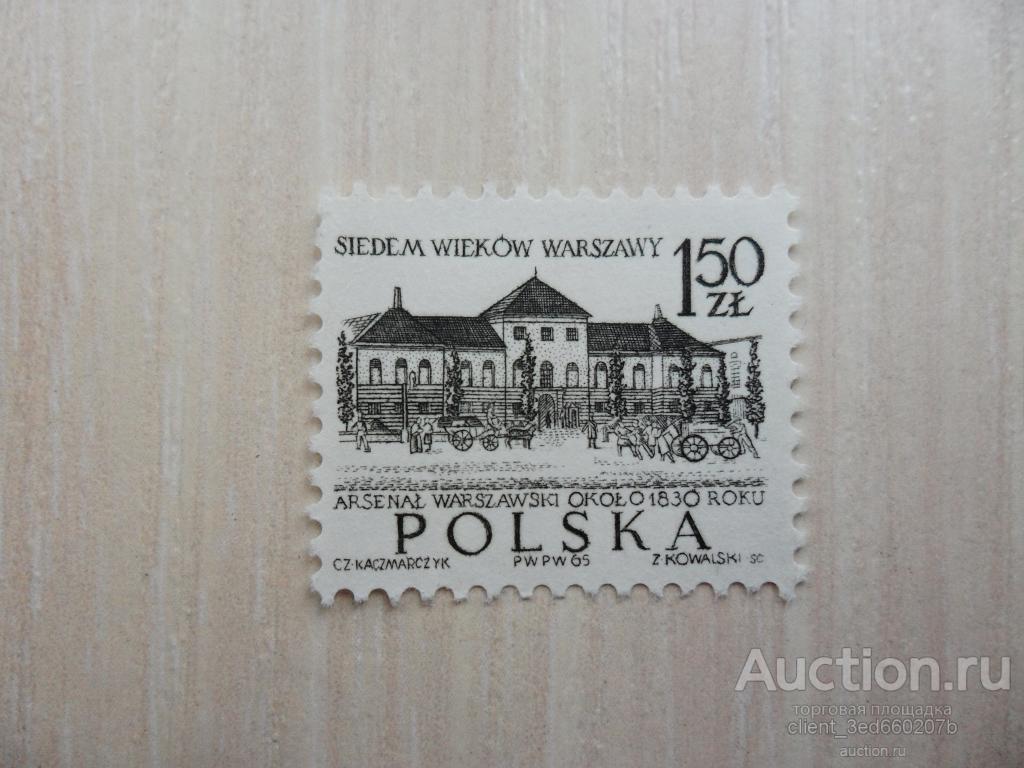 SIEDEM WIEKÓW WARSZAWY 1 50 ZŁ
ARSENAŁ WARSZAWSKI OKOŁO 1830 ROKU
POLSKA
CZ·KACZMARCZYK PWPW 65 Z·KOWALSKI·SC
Auction.ru
торговая площадка
client_3ed660207b
auction.ru